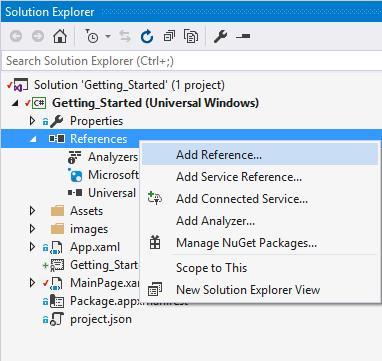 Solution Explorer
Search Solution Explorer (Ctrl+;)
Solution 'Getting_Started' (1 project)
C# Getting_Started (Universal Windows)
Properties
References
Analyzers
Microsoft
Universal
Assets
images
App.xaml
Getting_Start
MainPage.xa
Package.appxmanifest
project.json
Add Reference...
Add Service Reference...
Add Connected Service...
Add Analyzer...
Manage NuGet Packages...
Scope to This
New Solution Explorer View